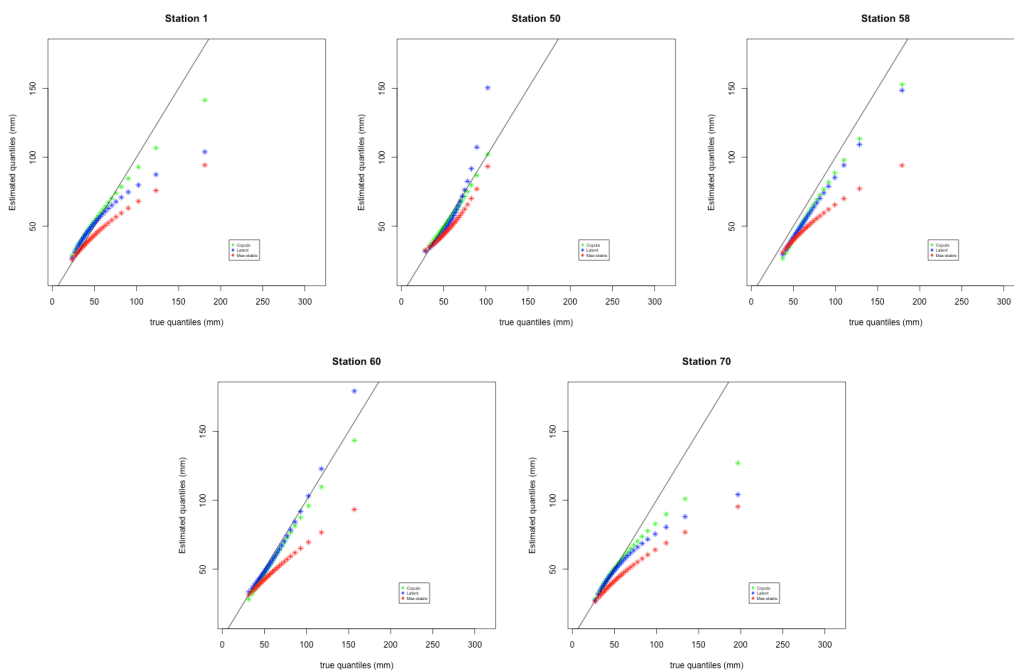 Station 1
Estimated quantiles (mm)
150
100
50
Copula
Latent
Max-stable
0 50 100 150 200 250 300
true quantiles (mm)
Station 50
Estimated quantiles (mm)
150
100
50
Copula
Latent
Max-stable
0 50 100 150 200 250 300
true quantiles (mm)
Station 58
Estimated quantiles (mm)
150
100
50
Copula
Latent
Max-stable
0 50 100 150 200 250 300
true quantiles (mm)
Station 60
Estimated quantiles (mm)
150
100
50
Copula
Latent
Max-stable
0 50 100 150 200 250 300
true quantiles (mm)
Station 70
Estimated quantiles (mm)
150
100
50
Copula
Latent
Max-stable
0 50 100 150 200 250 300
true quantiles (mm)